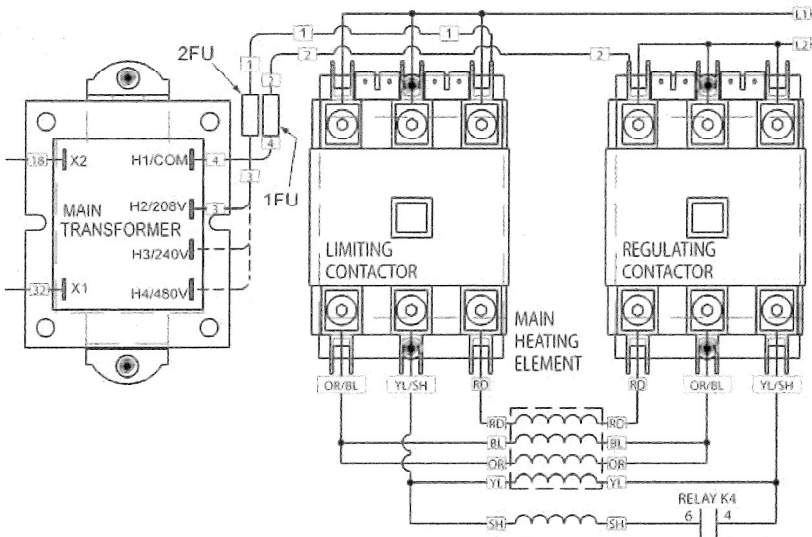 L1
1
1
L2
2FU
1
2
2
2
4
18
X2
H1/COM
4
3
1FU
H2/208V
3
MAIN
TRANSFORMER
H3/240V
LIMITING
CONTACTOR
REGULATING
CONTACTOR
32
X1
H4/480V
MAIN
HEATING
ELEMENT
OR/BL
YL/SH
RD
RD
OR/BL
YL/SH
RD
RD
BL
BL
OR
OR
YL
YL
RELAY K4
6
4
SH
SH